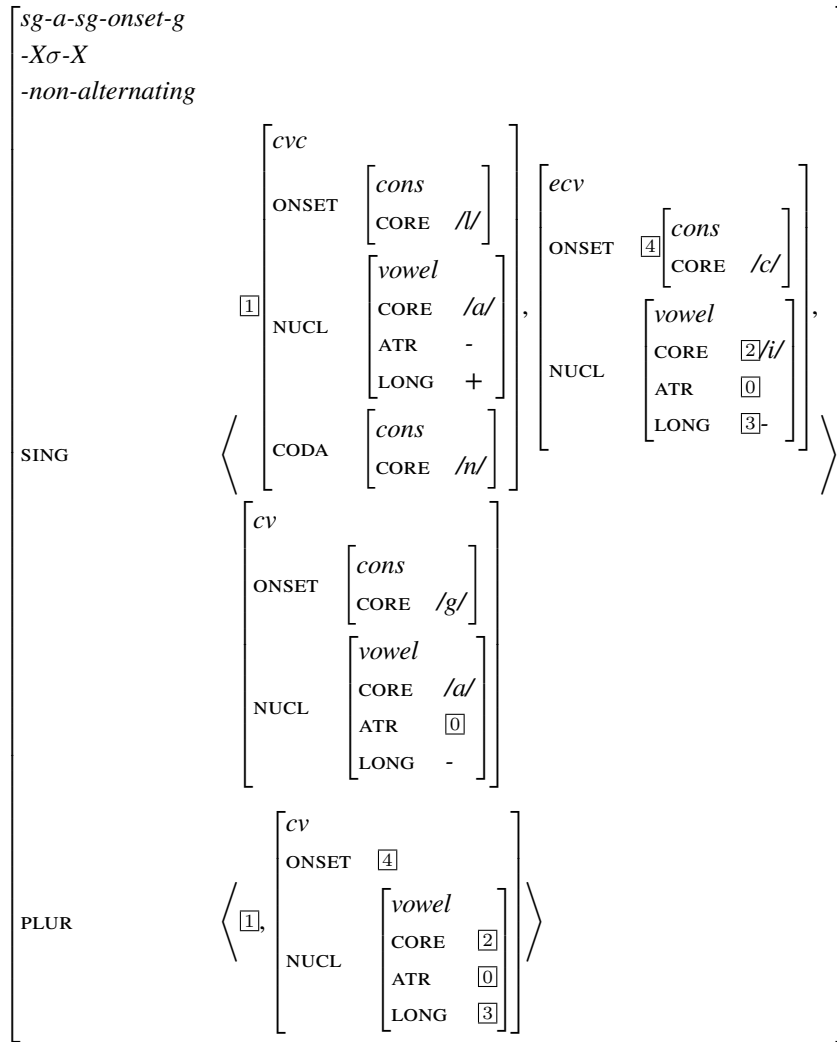 sg-a-sg-onset-g
-Xσ-X
-non-alternating
SING ⟨ 1 [cvc
ONSET [cons
CORE /l/]
NUCL [vowel
CORE /a/
ATR -
LONG +]
CODA [cons
CORE /n/]],
[ecv
ONSET 4 [cons
CORE /c/]
NUCL [vowel
CORE 2 /i/
ATR 0
LONG 3 -]],
[cv
ONSET [cons
CORE /g/]
NUCL [vowel
CORE /a/
ATR 0
LONG -]] ⟩
PLUR ⟨ 1 , [cv
ONSET 4
NUCL [vowel
CORE 2
ATR 0
LONG 3]] ⟩